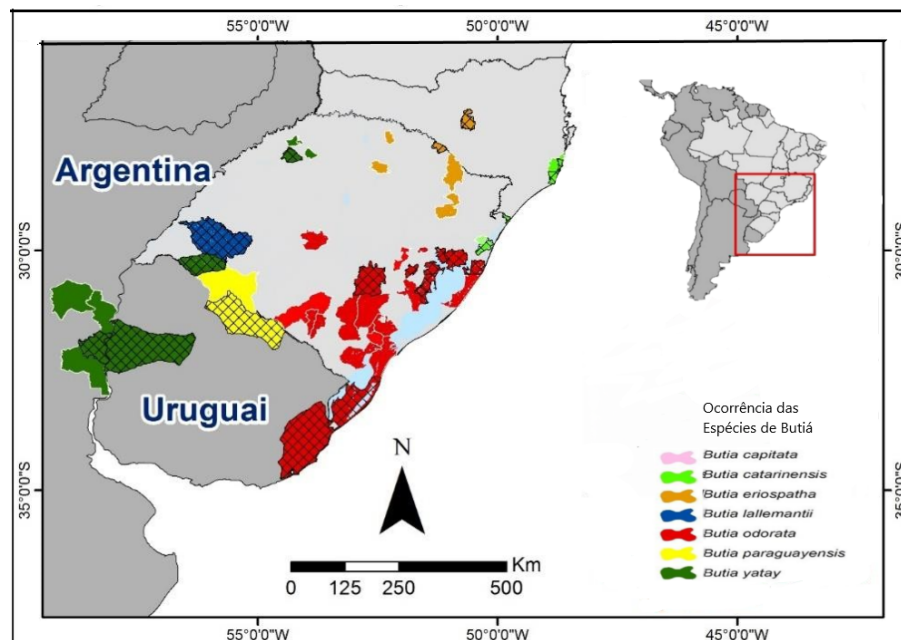 55°0'0"W 50°0'0"W 45°0'0"W
Argentina
30°0'0"S 30°0'0"S
Uruguai
Ocorrência das
Espécies de Butiá
N
Butia capitata
Butia catarinensis
Butia eriospatha
Butia lallemantii
Butia odorata
Butia paraguayensis
Butia yatay
35°0'0"S 35°0'0"S
Km
0 125 250 500
55°0'0"W 50°0'0"W 45°0'0"W